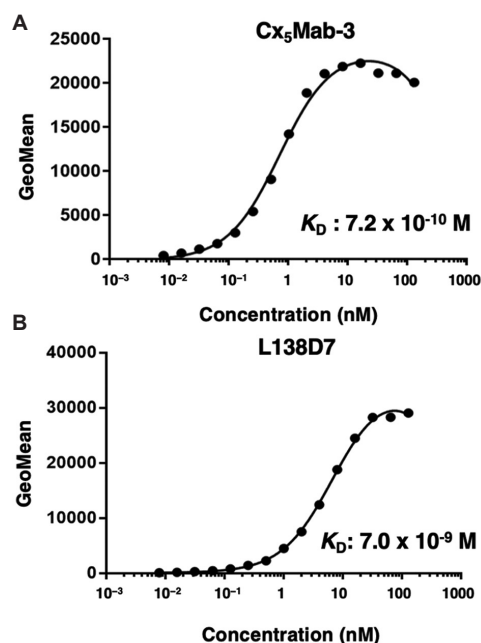 A
Cx₅Mab-3
25000
20000
15000
10000
5000
0
GeoMean
K_D : 7.2 x 10⁻¹⁰ M
10⁻³ 10⁻² 10⁻¹ 1 10 100 1000
Concentration (nM)
B
L138D7
40000
30000
20000
10000
0
GeoMean
K_D: 7.0 x 10⁻⁹ M
10⁻³ 10⁻² 10⁻¹ 1 10 100 1000
Concentration (nM)